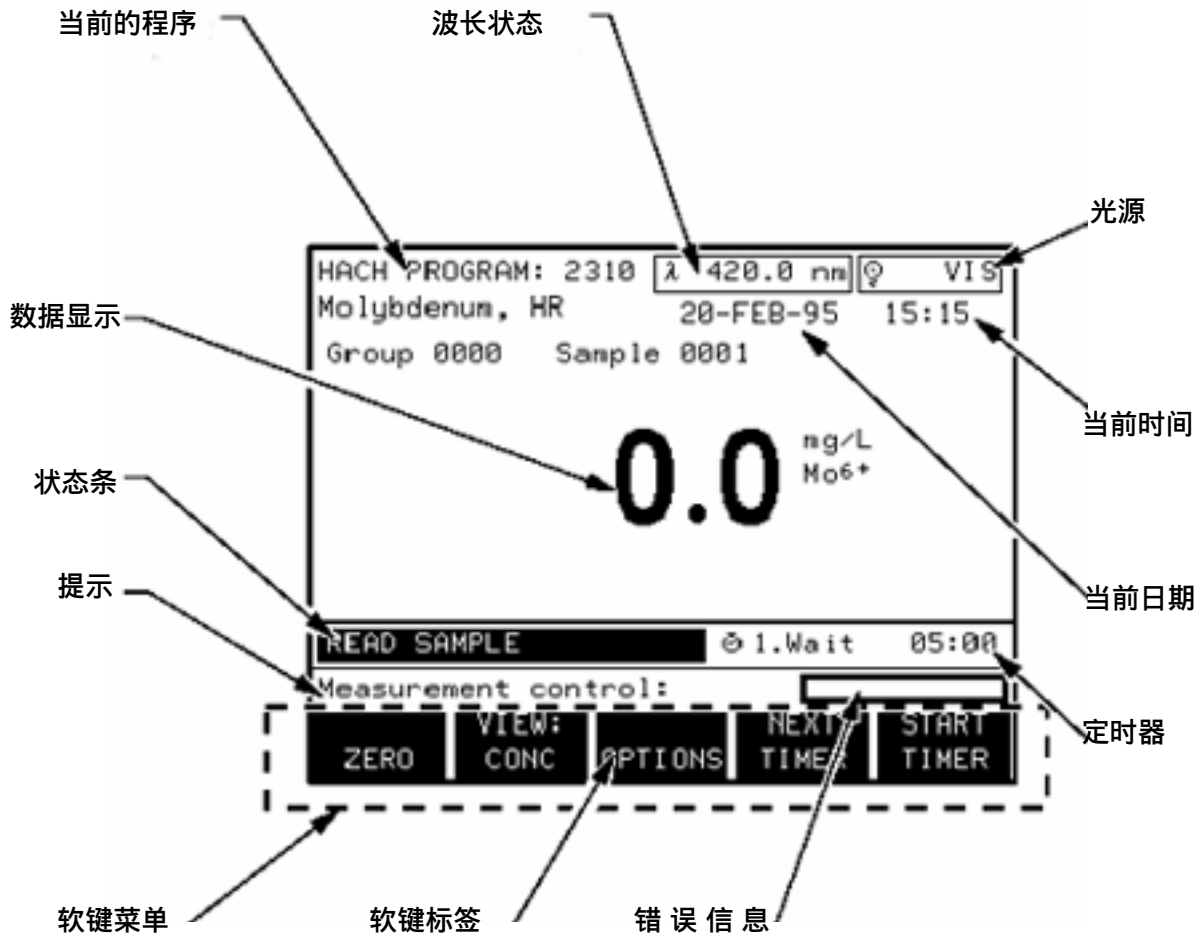 当前的程序
波长状态
光源
HACH PROGRAM: 2310 λ 420.0 nm VIS
Molybdenum, HR 20-FEB-95 15:15
数据显示
Group 0000 Sample 0001
当前时间
0.0 mg/L
Mo6+
状态条
提示
当前日期
READ SAMPLE 1.Wait 05:00
Measurement control:
定时器
ZERO
VIEW:
CONC
OPTIONS
NEXT
TIMER
START
TIMER
软键菜单
软键标签
错误信息